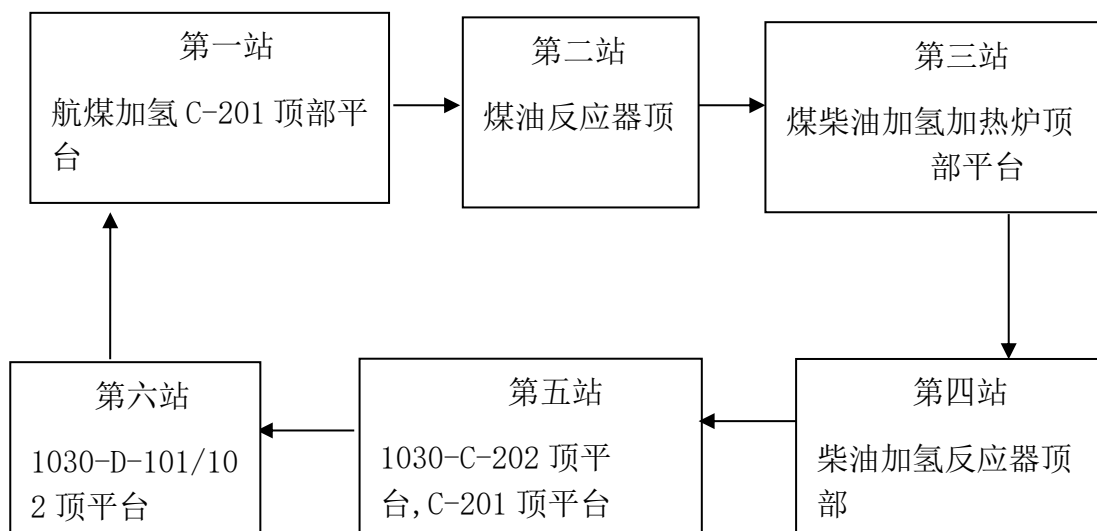 第一站
航煤加氢 C-201 顶部平
台
第二站
煤油反应器顶
第三站
煤柴油加氢加热炉顶
部平台
第四站
柴油加氢反应器顶
部
第五站
1030-C-202 顶平
台,C-201 顶平台
第六站
1030-D-101/10
2 顶平台